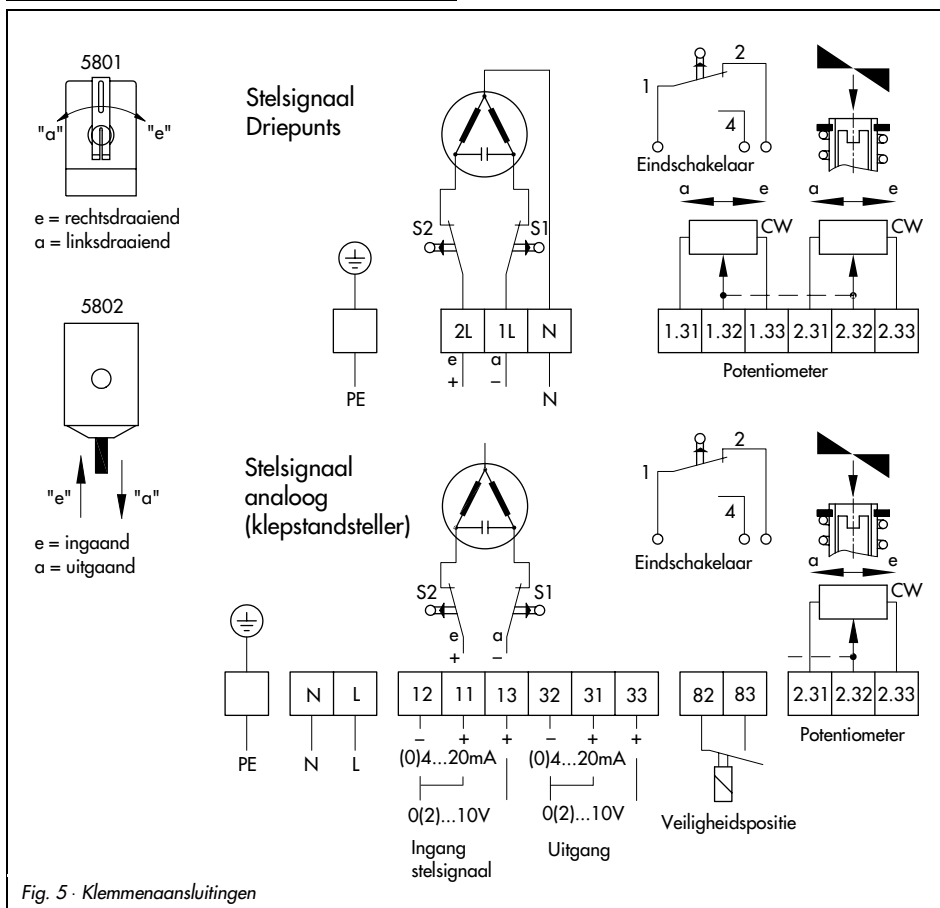 5801
"a"
"e"
e = rechtsdraaiend
a = linksdraaiend
5802
"e"
"a"
e = ingaand
a = uitgaand
Stelsignaal
Driepunts
S2
S1
2L 1L N
e a
+ –
PE
N
1
2
4
Eindschakelaar
a e a e
CW CW
1.31 1.32 1.33 2.31 2.32 2.33
Potentiometer
Stelsignaal
analoog
(klepstandsteller)
S2
S1
e a
+ –
1
2
4
Eindschakelaar
a e
CW
N L 12 11 13 32 31 33 82 83 2.31 2.32 2.33
– + + – + +
PE N L
(0)4...20mA (0)4...20mA
0(2)...10V 0(2)...10V
Ingang
stelsignaal
Uitgang
Veiligheidspositie
Potentiometer
Fig. 5 · Klemmenaansluitingen